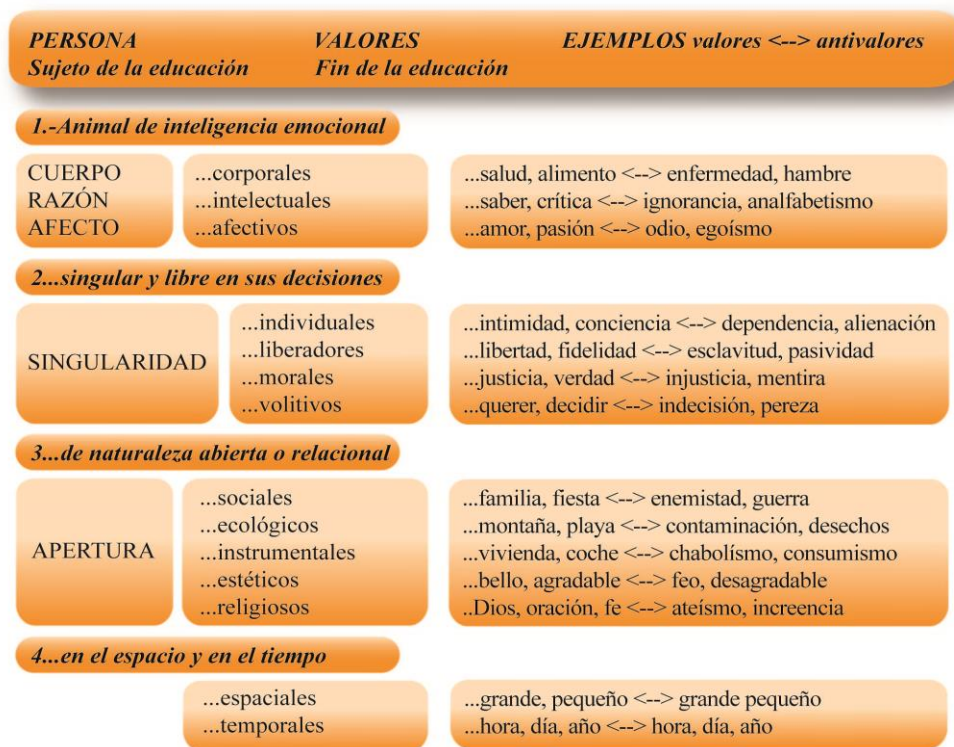 PERSONA VALORES EJEMPLOS valores <--> antivalores
Sujeto de la educación Fin de la educación
1.-Animal de inteligencia emocional
CUERPO ...corporales ...salud, alimento <--> enfermedad, hambre
RAZÓN ...intelectuales ...saber, crítica <--> ignorancia, analfabetismo
AFECTO ...afectivos ...amor, pasión <--> odio, egoísmo
2...singular y libre en sus decisiones
...individuales ...intimidad, conciencia <--> dependencia, alienación
SINGULARIDAD ...liberadores ...libertad, fidelidad <--> esclavitud, pasividad
...morales ...justicia, verdad <--> injusticia, mentira
...volitivos ...querer, decidir <--> indecisión, pereza
3...de naturaleza abierta o relacional
...sociales ...familia, fiesta <--> enemistad, guerra
...ecológicos ...montaña, playa <--> contaminación, desechos
APERTURA ...instrumentales ...vivienda, coche <--> chabolísmo, consumismo
...estéticos ...bello, agradable <--> feo, desagradable
...religiosos ..Dios, oración, fe <--> ateísmo, increencia
4...en el espacio y en el tiempo
...espaciales ...grande, pequeño <--> grande pequeño
...temporales ...hora, día, año <--> hora, día, año